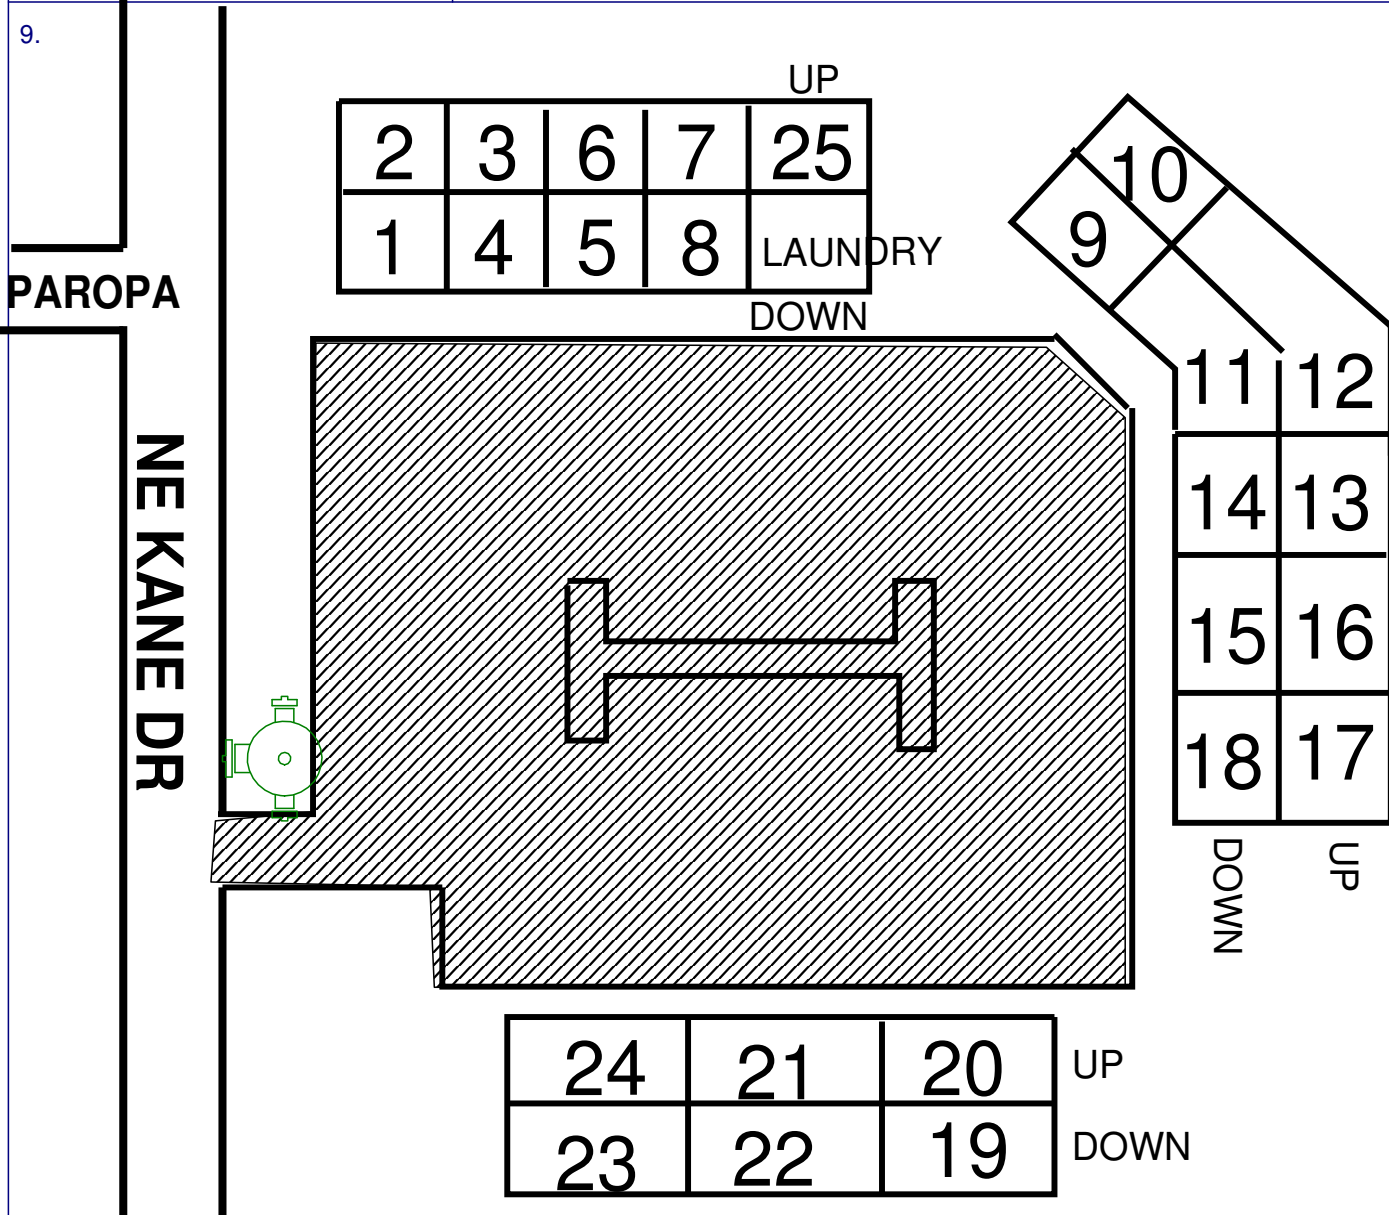 9.
UP
2 3 6 7 25
1 4 5 8 LAUNDRY
DOWN
10
9
11 12
14 13
15 16
18 17
DOWN UP
PAROPA
NE KANE DR
24 21 20 UP
23 22 19 DOWN